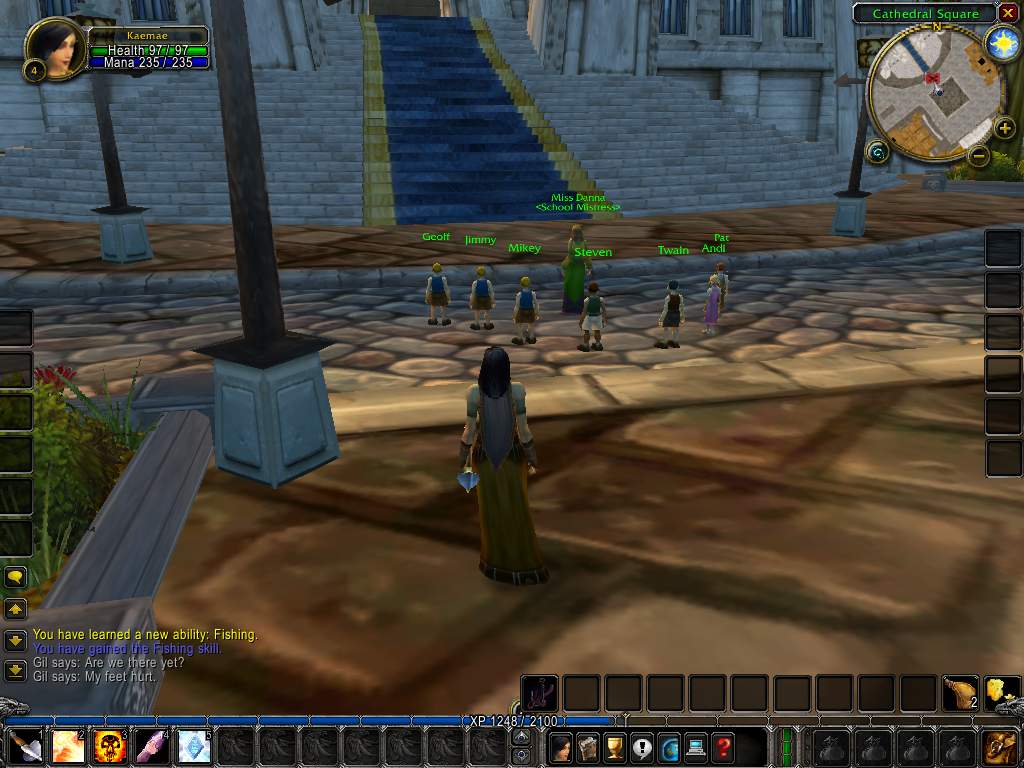 Kaemae
Health 97 / 97
Mana 235 / 235
4
Cathedral Square
N
Miss Danna
<School Mistress>
Geoff
Jimmy
Mikey
Steven
Twain
Pat
Andi
You have learned a new ability: Fishing.
You have gained the Fishing skill.
Gil says: Are we there yet?
Gil says: My feet hurt.
2
XP 1248 / 2100
2
3
4
5